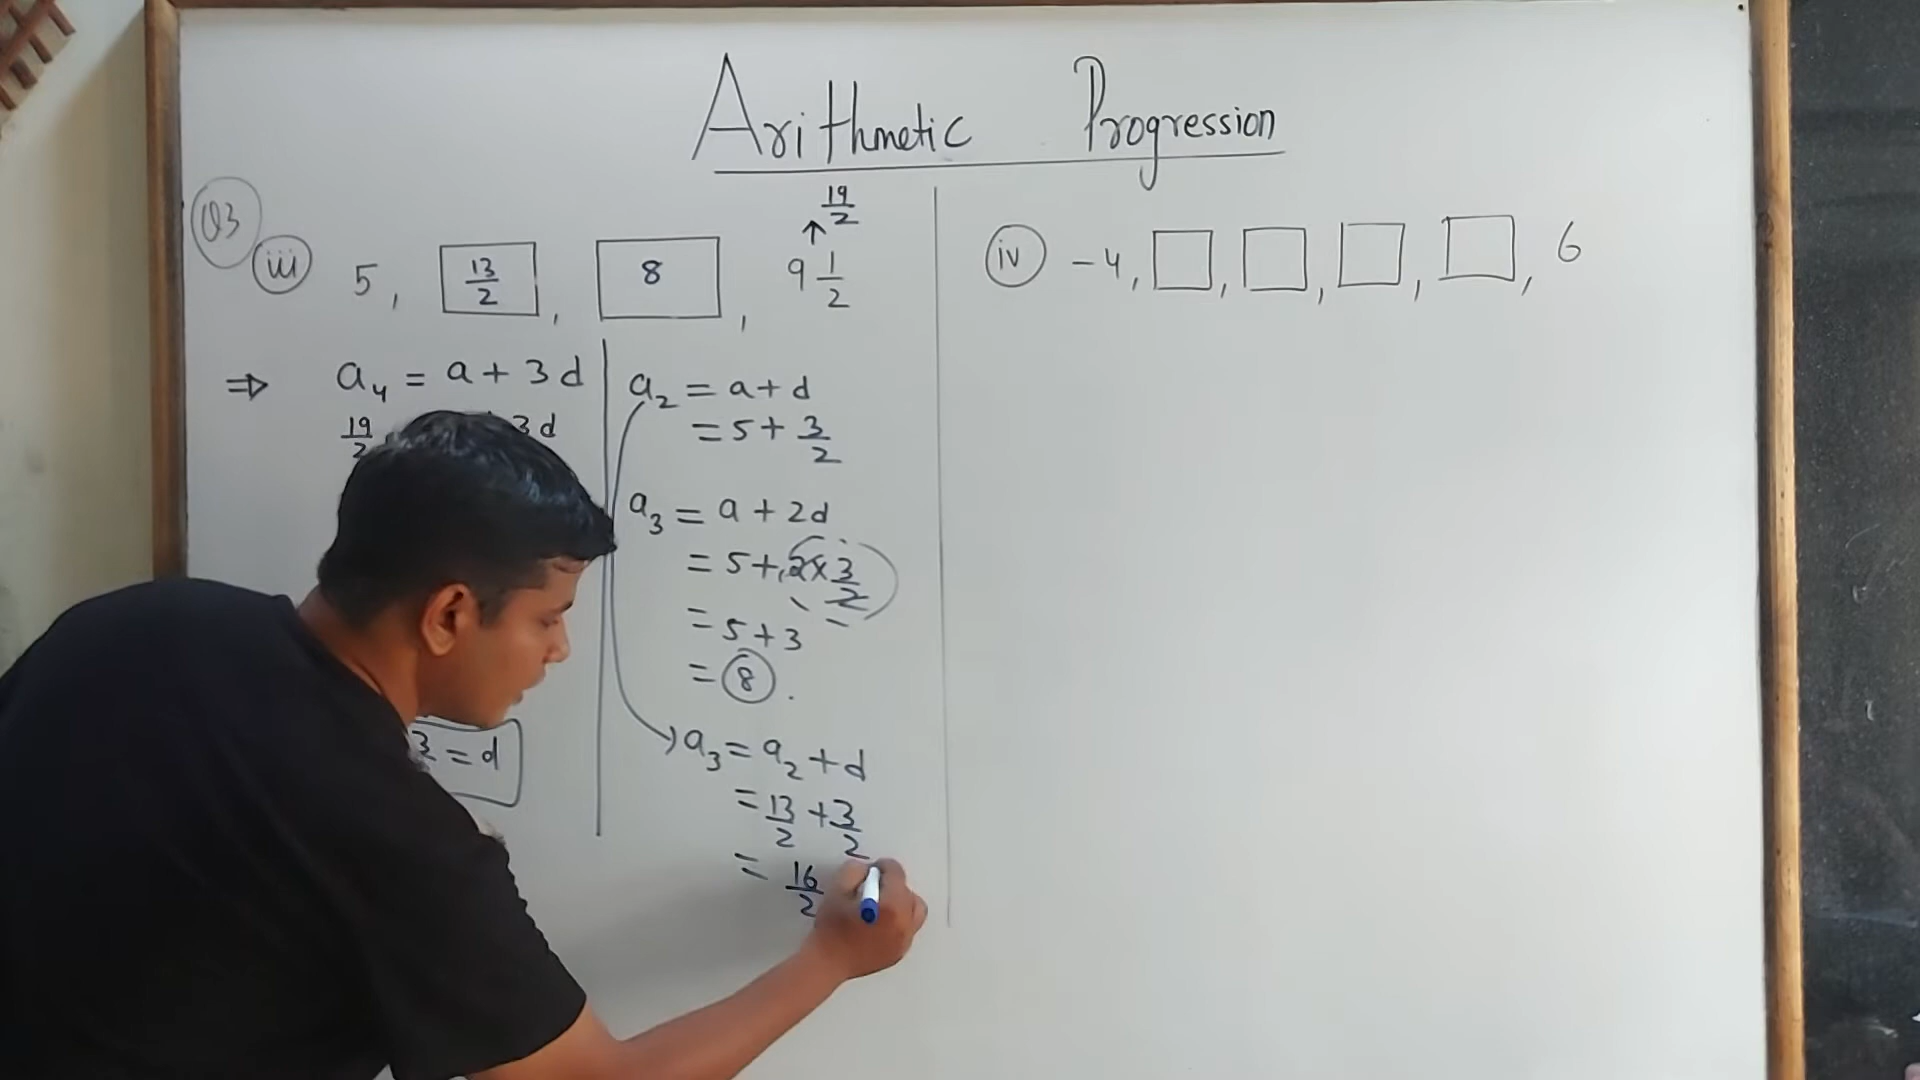 Arithmetic Progression
Q3
iii 5, 13/2, 8, 9 1/2 ↑ 19/2
⇒ a₄ = a + 3d
19/2 3d
3 = d
a₂ = a + d
= 5 + 3/2
a₃ = a + 2d
= 5 + 2 × 3/2
= 5 + 3
= 8.
a₃ = a₂ + d
= 13/2 + 3/2
= 16/2
iv -4, □, □, □, □, 6